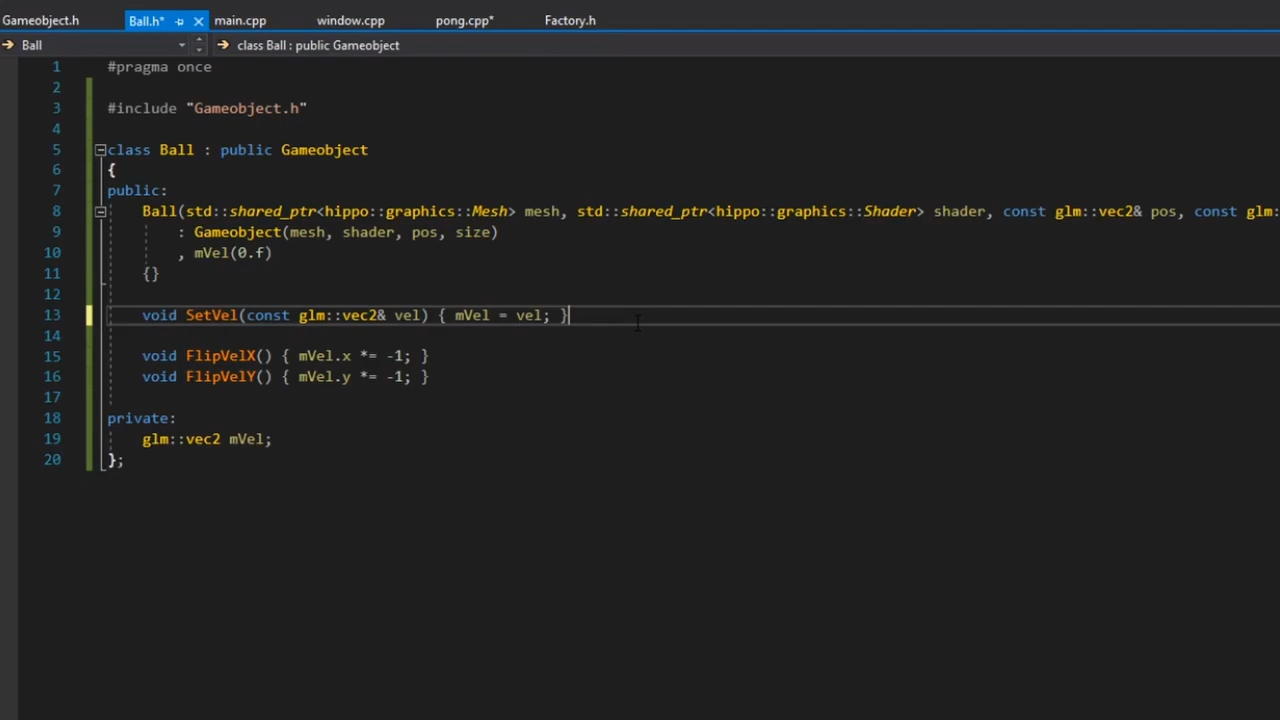 Gameobject.h Ball.h* main.cpp window.cpp pong.cpp* Factory.h
Ball class Ball : public Gameobject
1 #pragma once
2
3 #include "Gameobject.h"
4
5 class Ball : public Gameobject
6 {
7 public:
8 Ball(std::shared_ptr<hippo::graphics::Mesh> mesh, std::shared_ptr<hippo::graphics::Shader> shader, const glm::vec2& pos, const glm:
9 : Gameobject(mesh, shader, pos, size)
10 , mVel(0.f)
11 {}
12
13 void SetVel(const glm::vec2& vel) { mVel = vel; }
14
15 void FlipVelX() { mVel.x *= -1; }
16 void FlipVelY() { mVel.y *= -1; }
17
18 private:
19 glm::vec2 mVel;
20 };